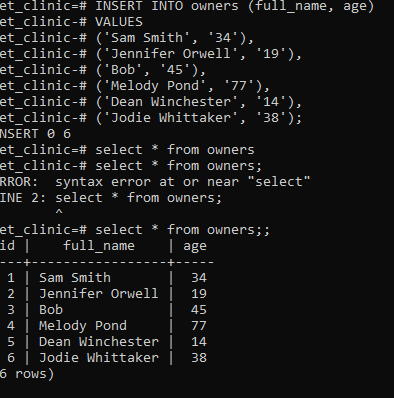 et_clinic=# INSERT INTO owners (full_name, age)
et_clinic-# VALUES
et_clinic-# ('Sam Smith', '34'),
et_clinic-# ('Jennifer Orwell', '19'),
et_clinic-# ('Bob', '45'),
et_clinic-# ('Melody Pond', '77'),
et_clinic-# ('Dean Winchester', '14'),
et_clinic-# ('Jodie Whittaker', '38');
NSERT 0 6
et_clinic=# select * from owners
et_clinic-# select * from owners;
RROR:  syntax error at or near "select"
INE 2: select * from owners;
       ^
et_clinic=# select * from owners;;
id |    full_name    | age
---+-----------------+-----
 1 | Sam Smith       |  34
 2 | Jennifer Orwell |  19
 3 | Bob             |  45
 4 | Melody Pond     |  77
 5 | Dean Winchester |  14
 6 | Jodie Whittaker |  38
6 rows)